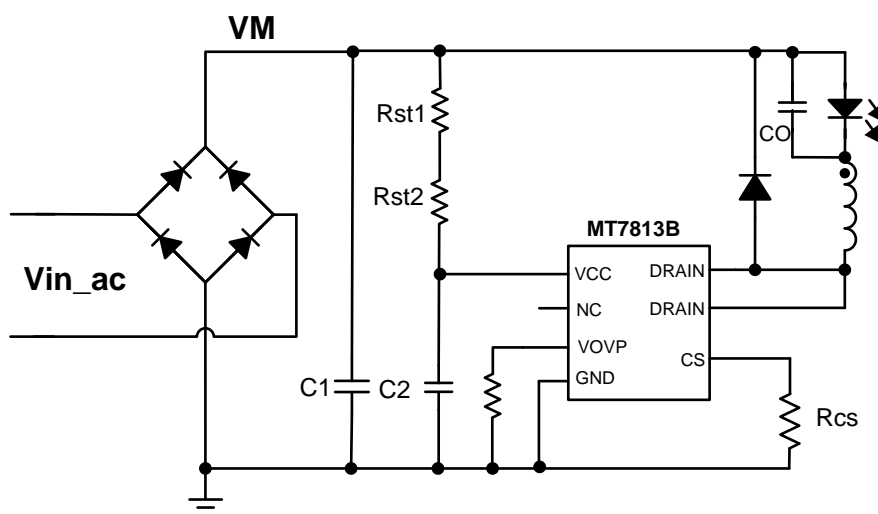 VM
Rst1
CO
Rst2
MT7813B
Vin_ac
VCC
DRAIN
NC
DRAIN
VOVP
CS
GND
C1
C2
Rcs